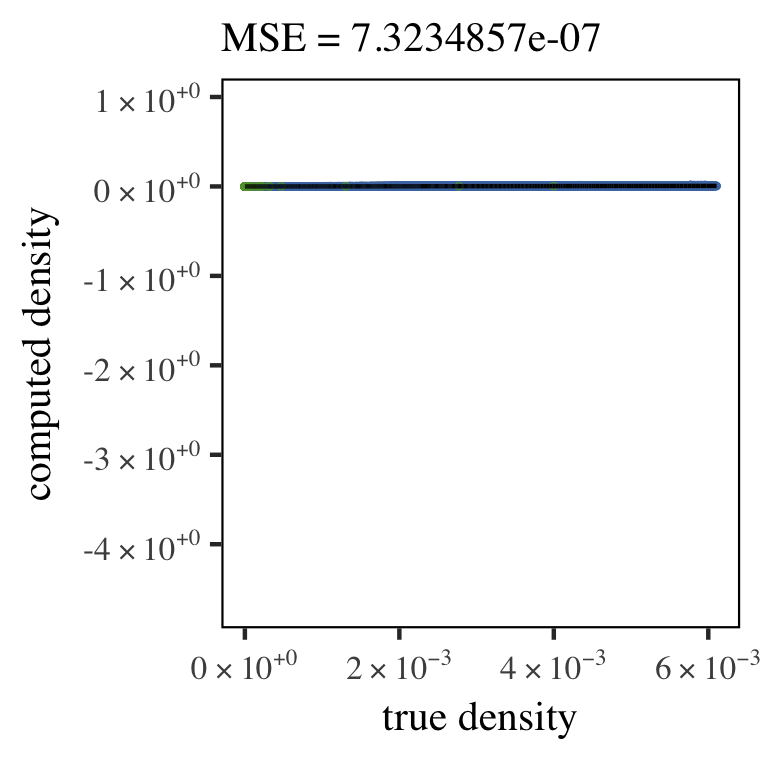 MSE = 7.3234857e-07
1 × 10⁺⁰
0 × 10⁺⁰
-1 × 10⁺⁰
-2 × 10⁺⁰
-3 × 10⁺⁰
-4 × 10⁺⁰
computed density
0 × 10⁺⁰ 2 × 10⁻³ 4 × 10⁻³ 6 × 10⁻³
true density